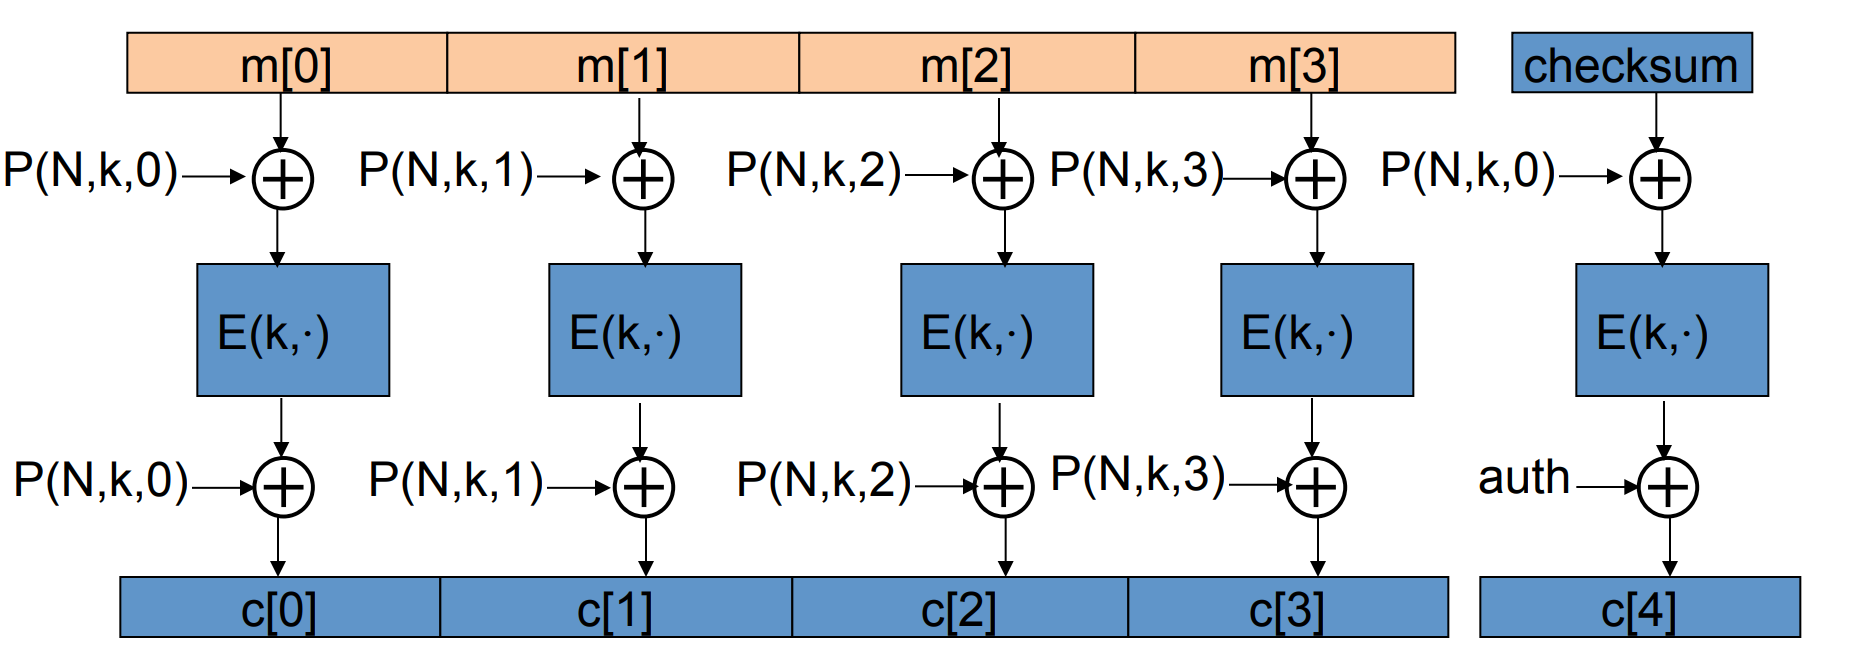 m[0] m[1] m[2] m[3] checksum
P(N,k,0) P(N,k,1) P(N,k,2) P(N,k,3) P(N,k,0)
E(k,·) E(k,·) E(k,·) E(k,·) E(k,·)
P(N,k,0) P(N,k,1) P(N,k,2) P(N,k,3) auth
c[0] c[1] c[2] c[3] c[4]